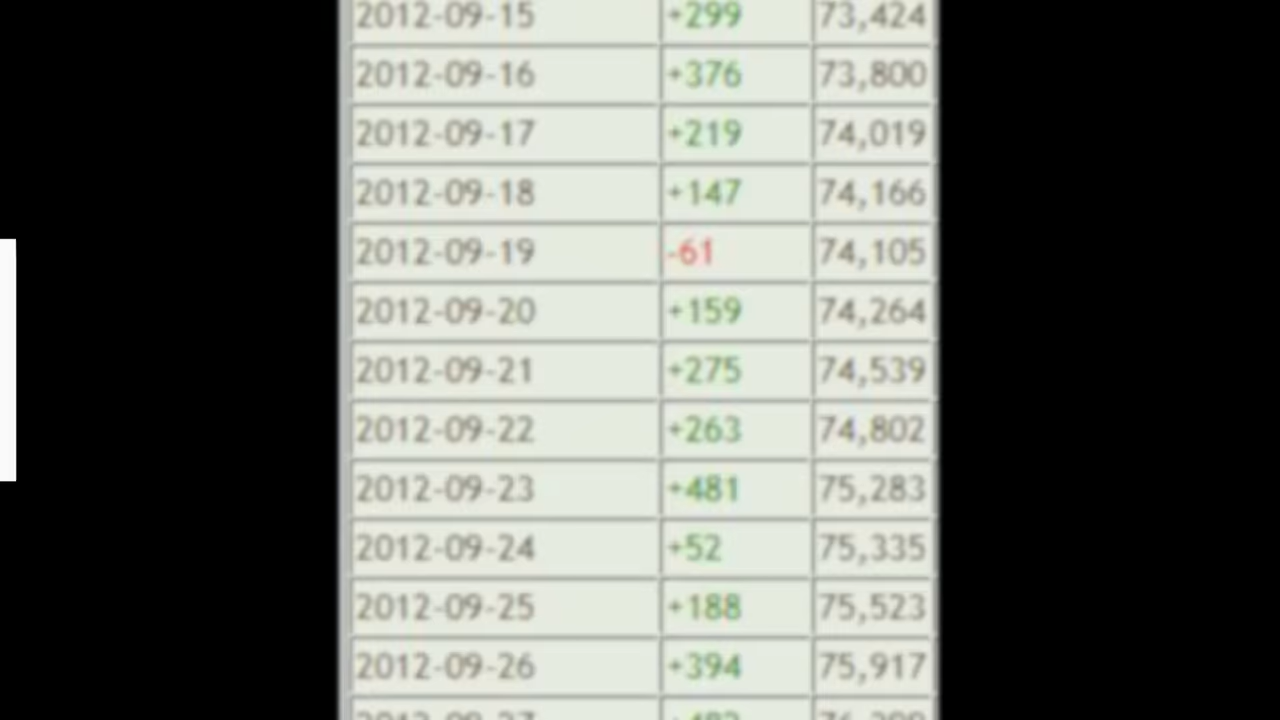 2012-09-15 +299 73,424
2012-09-16 +376 73,800
2012-09-17 +219 74,019
2012-09-18 +147 74,166
2012-09-19 -61 74,105
2012-09-20 +159 74,264
2012-09-21 +275 74,539
2012-09-22 +263 74,802
2012-09-23 +481 75,283
2012-09-24 +52 75,335
2012-09-25 +188 75,523
2012-09-26 +394 75,917